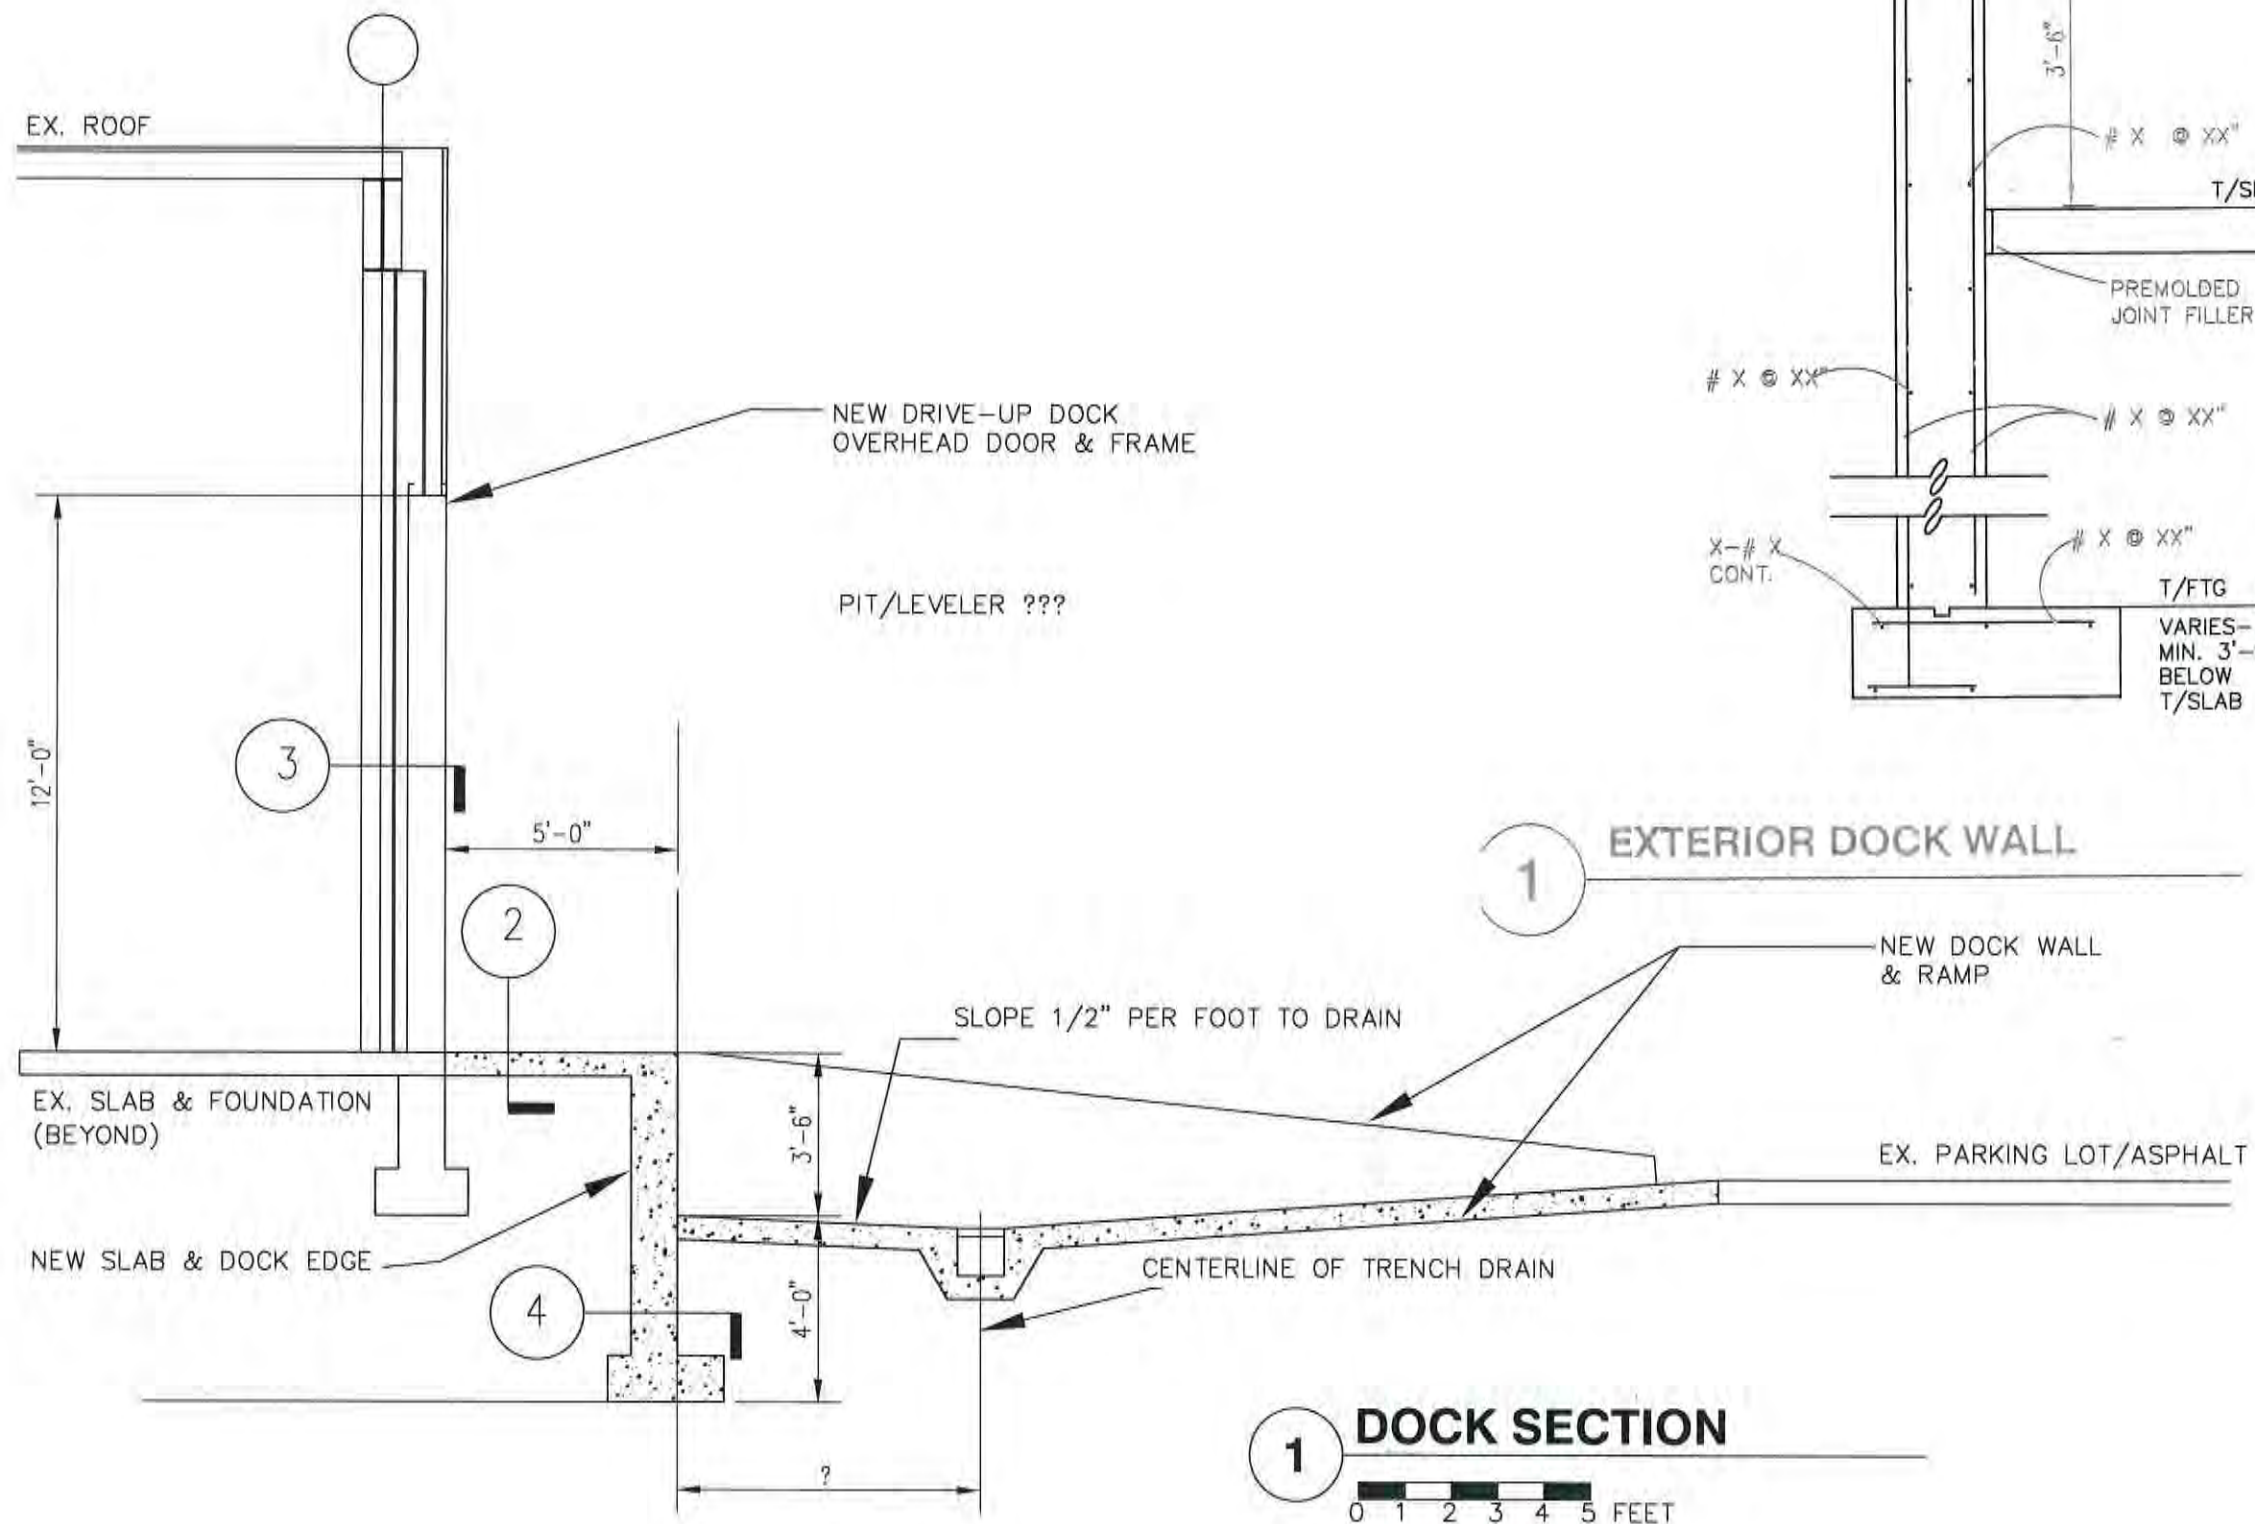 EX. ROOF
NEW DRIVE-UP DOCK
OVERHEAD DOOR & FRAME
PIT/LEVELER ???
12'-0"
3
5'-0"
2
SLOPE 1/2" PER FOOT TO DRAIN
EX. SLAB & FOUNDATION
(BEYOND)
3'-6"
NEW SLAB & DOCK EDGE
4
4'-0"
CENTERLINE OF TRENCH DRAIN
?
NEW DOCK WALL
& RAMP
EX. PARKING LOT/ASPHALT
1
DOCK SECTION
0 1 2 3 4 5 FEET
3'-6"
# X @ XX"
PREMOLDED
JOINT FILLER
# X @ XX"
# X @ XX"
X-# X
CONT.
# X @ XX"
T/FTG
VARIES-
MIN. 3'-
BELOW
T/SLAB
1
EXTERIOR DOCK WALL